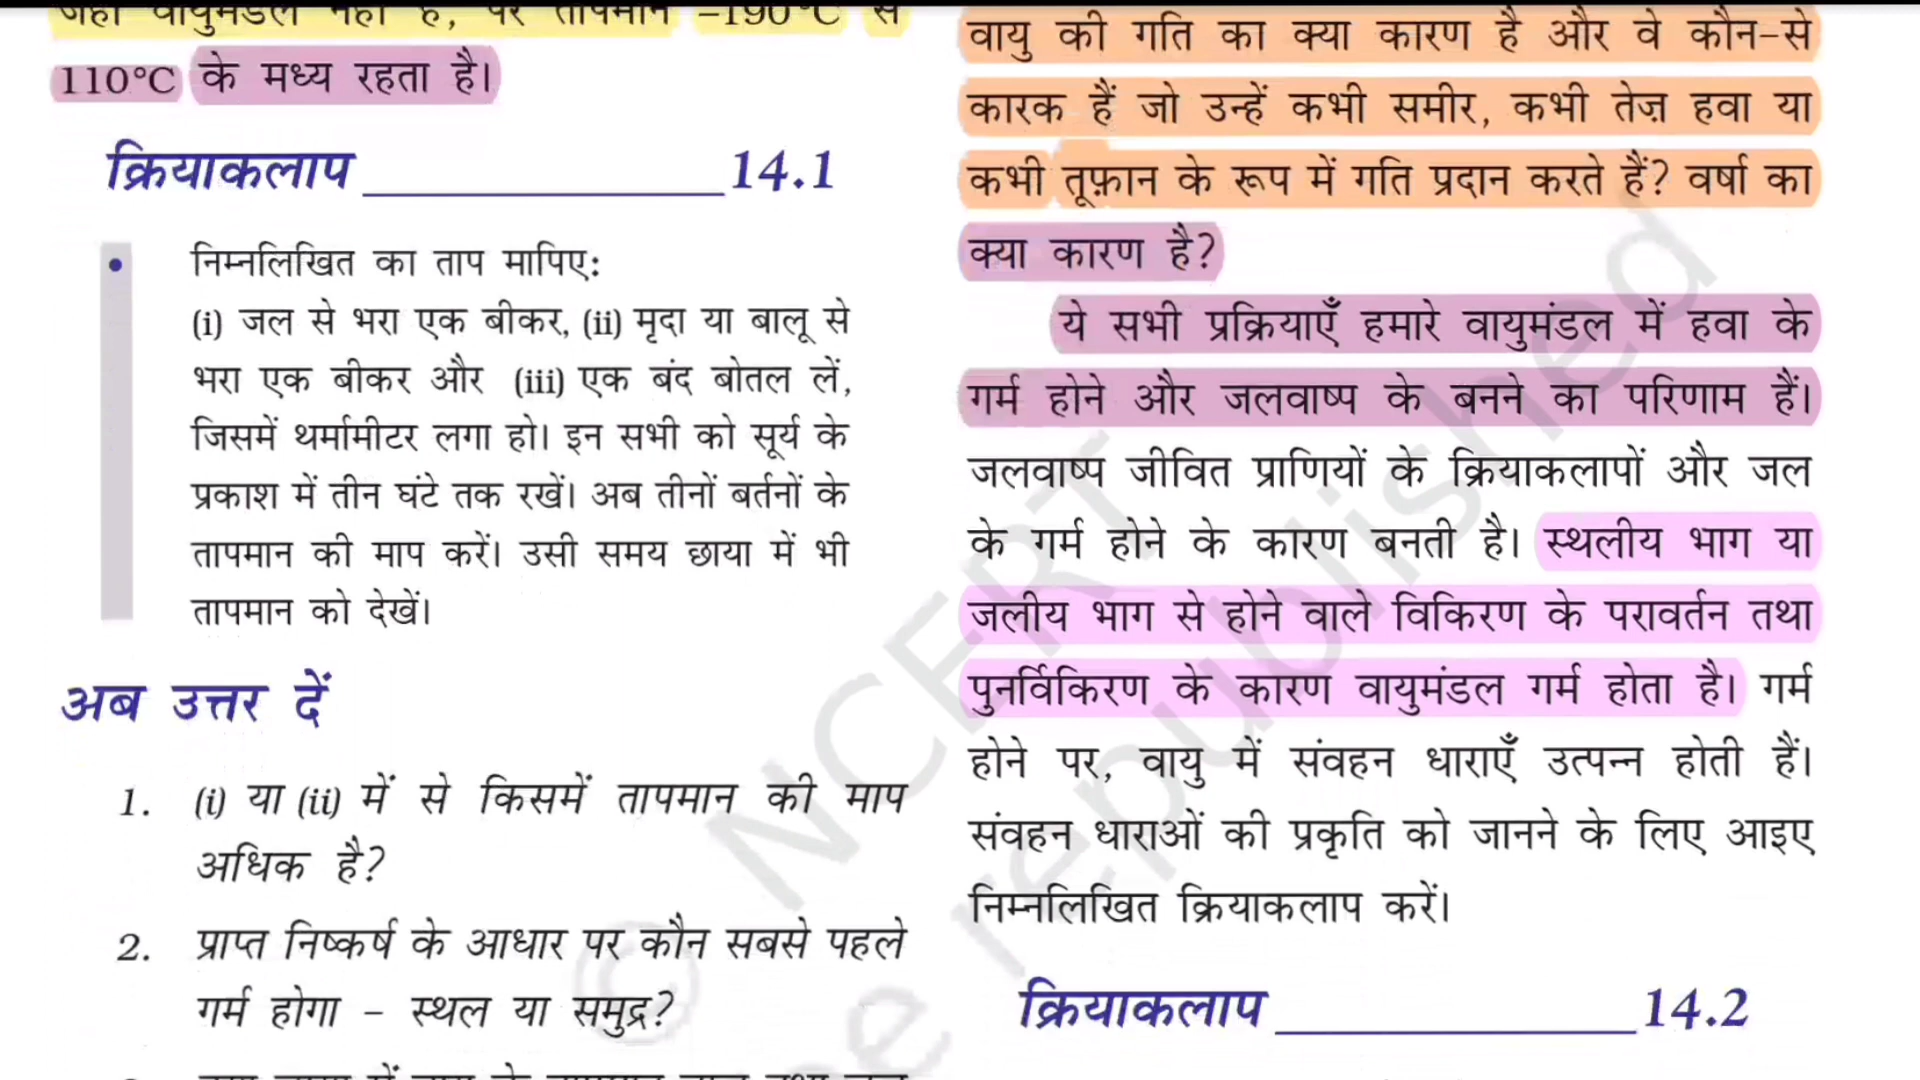 जहाँ वायुमंडल नहीं है, पर तापमान –190°C से
110°C के मध्य रहता है।
क्रियाकलाप 14.1
• निम्नलिखित का ताप मापिए:
(i) जल से भरा एक बीकर, (ii) मृदा या बालू से
भरा एक बीकर और (iii) एक बंद बोतल लें,
जिसमें थर्मामीटर लगा हो। इन सभी को सूर्य के
प्रकाश में तीन घंटे तक रखें। अब तीनों बर्तनों के
तापमान की माप करें। उसी समय छाया में भी
तापमान को देखें।
अब उत्तर दें
1. (i) या (ii) में से किसमें तापमान की माप
अधिक है?
2. प्राप्त निष्कर्ष के आधार पर कौन सबसे पहले
गर्म होगा – स्थल या समुद्र?
वायु की गति का क्या कारण है और वे कौन-से
कारक हैं जो उन्हें कभी समीर, कभी तेज़ हवा या
कभी तूफ़ान के रूप में गति प्रदान करते हैं? वर्षा का
क्या कारण है?
ये सभी प्रक्रियाएँ हमारे वायुमंडल में हवा के
गर्म होने और जलवाष्प के बनने का परिणाम हैं।
जलवाष्प जीवित प्राणियों के क्रियाकलापों और जल
के गर्म होने के कारण बनती है। स्थलीय भाग या
जलीय भाग से होने वाले विकिरण के परावर्तन तथा
पुनर्विकिरण के कारण वायुमंडल गर्म होता है। गर्म
होने पर, वायु में संवहन धाराएँ उत्पन्न होती हैं।
संवहन धाराओं की प्रकृति को जानने के लिए आइए
निम्नलिखित क्रियाकलाप करें।
क्रियाकलाप 14.2
© NCERT
republished